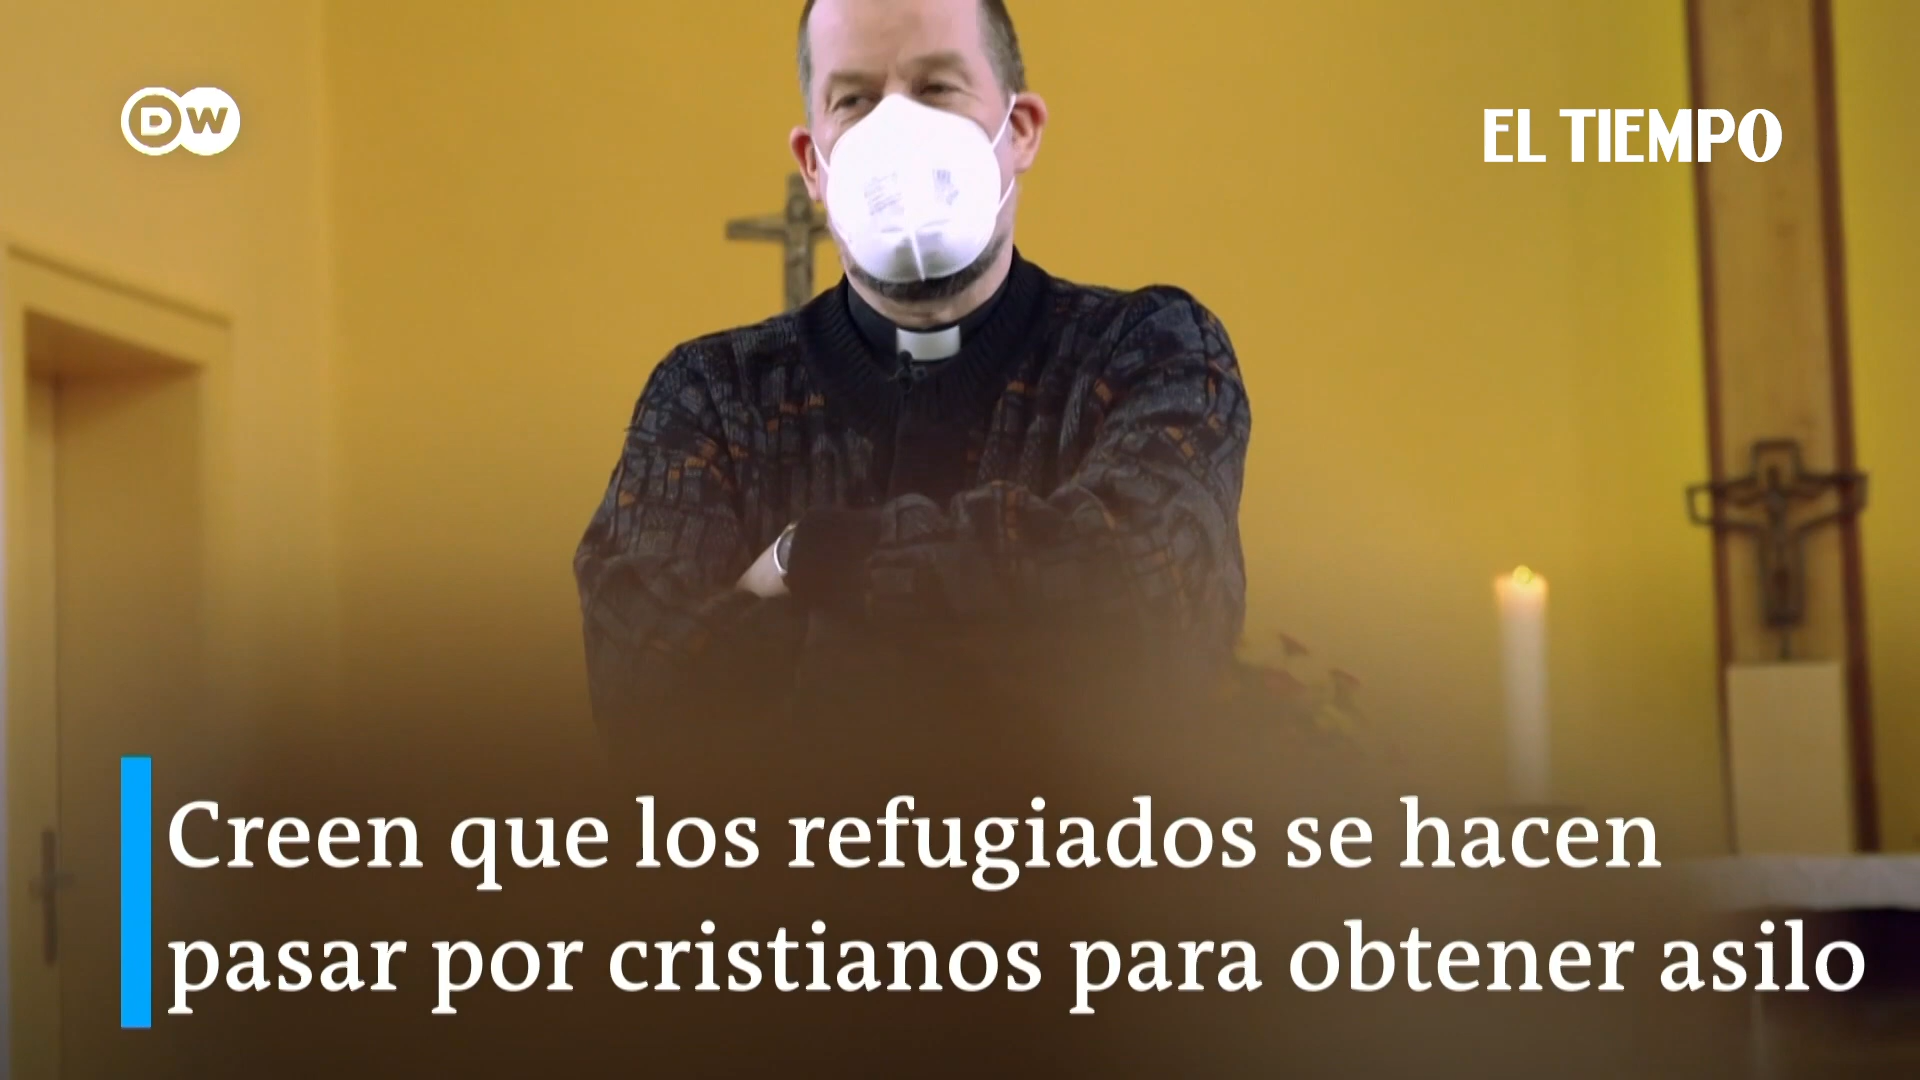 DW
EL TIEMPO
Creen que los refugiados se hacen
pasar por cristianos para obtener asilo